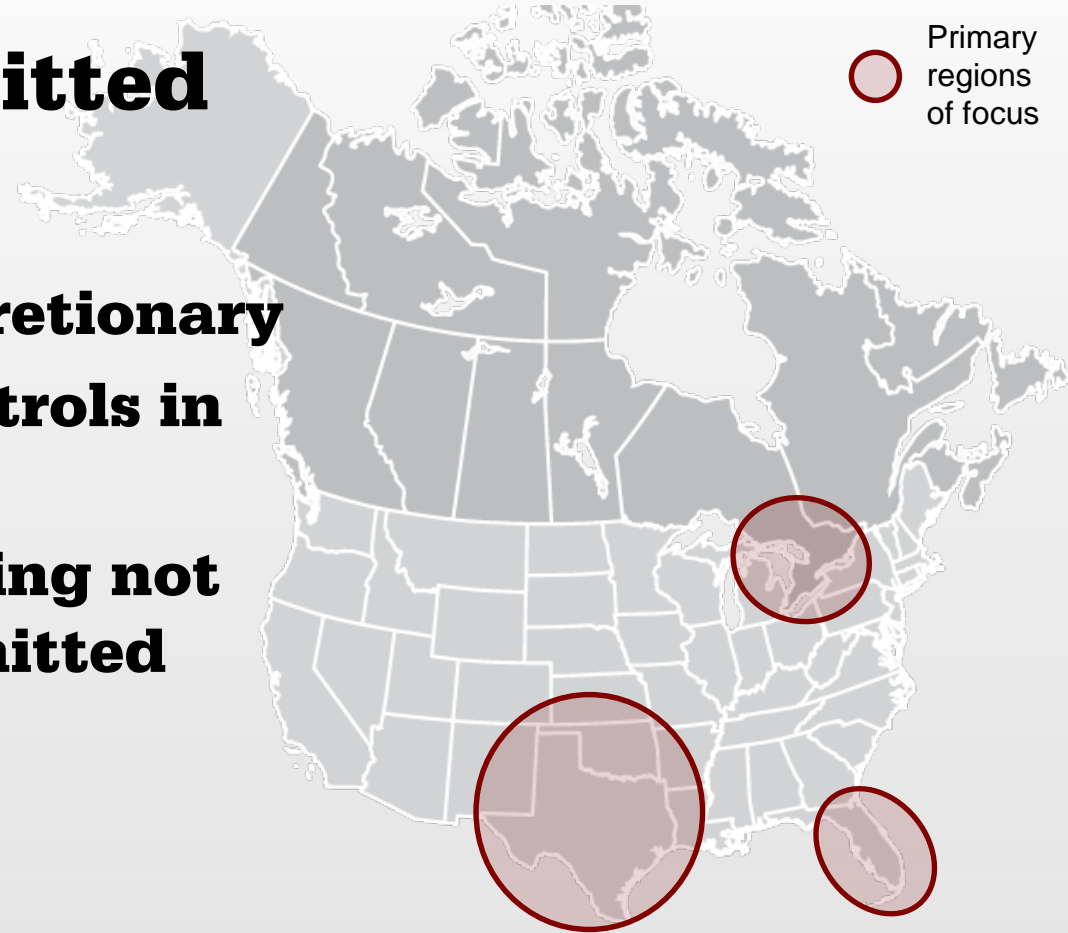 itted
Primary
regions
of focus
retionary
trols in
ing not
nitted